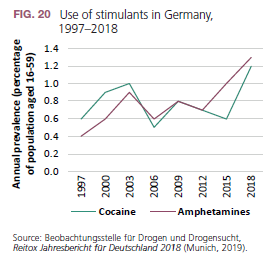 FIG. 20 Use of stimulants in Germany,
1997–2018
Annual prevalence (percentage
of population aged 16-59)
1.4
1.2
1.0
0.8
0.6
0.4
0.2
0.0
1997
2000
2003
2006
2009
2012
2015
2018
Cocaine
Amphetamines
Source: Beobachtungsstelle für Drogen und Drogensucht,
Reitox Jahresbericht für Deutschland 2018 (Munich, 2019).